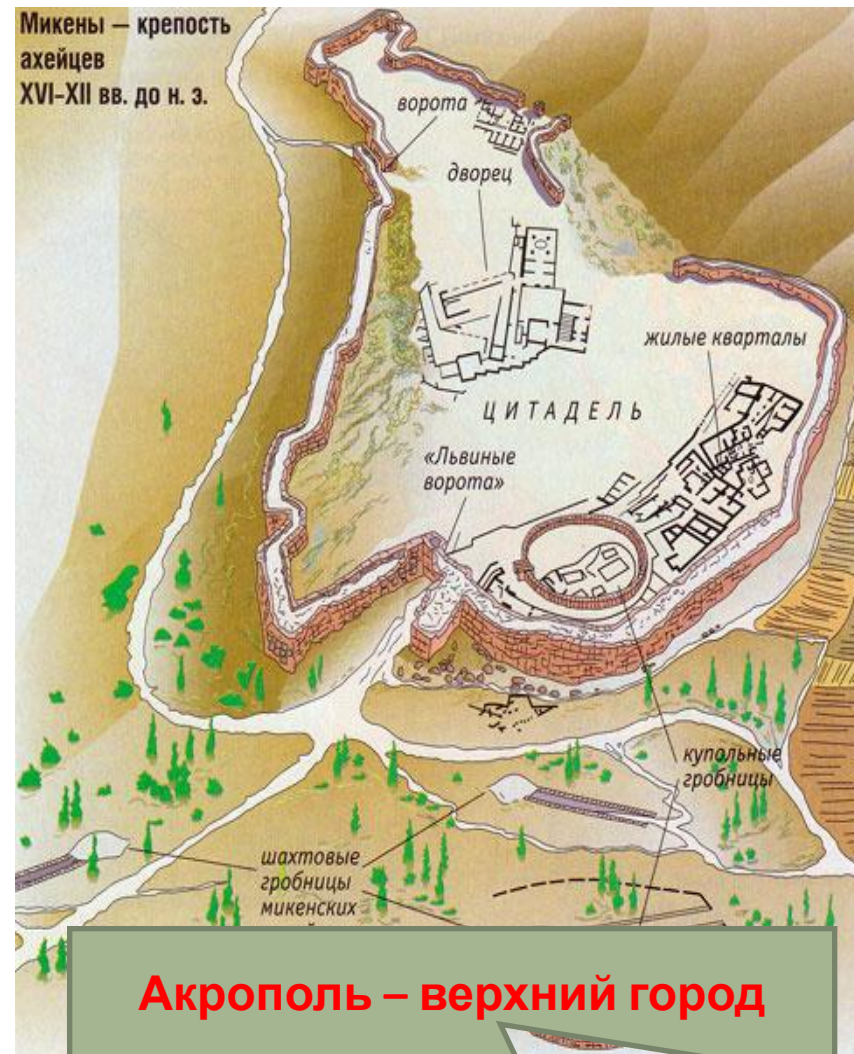 Микены – крепость
ахейцев
XVI–XII вв. до н. э.
ворота
дворец
жилые кварталы
ЦИТАДЕЛЬ
«Львиные
ворота»
купольные
гробницы
шахтовые
гробницы
микенских
Акрополь – верхний город